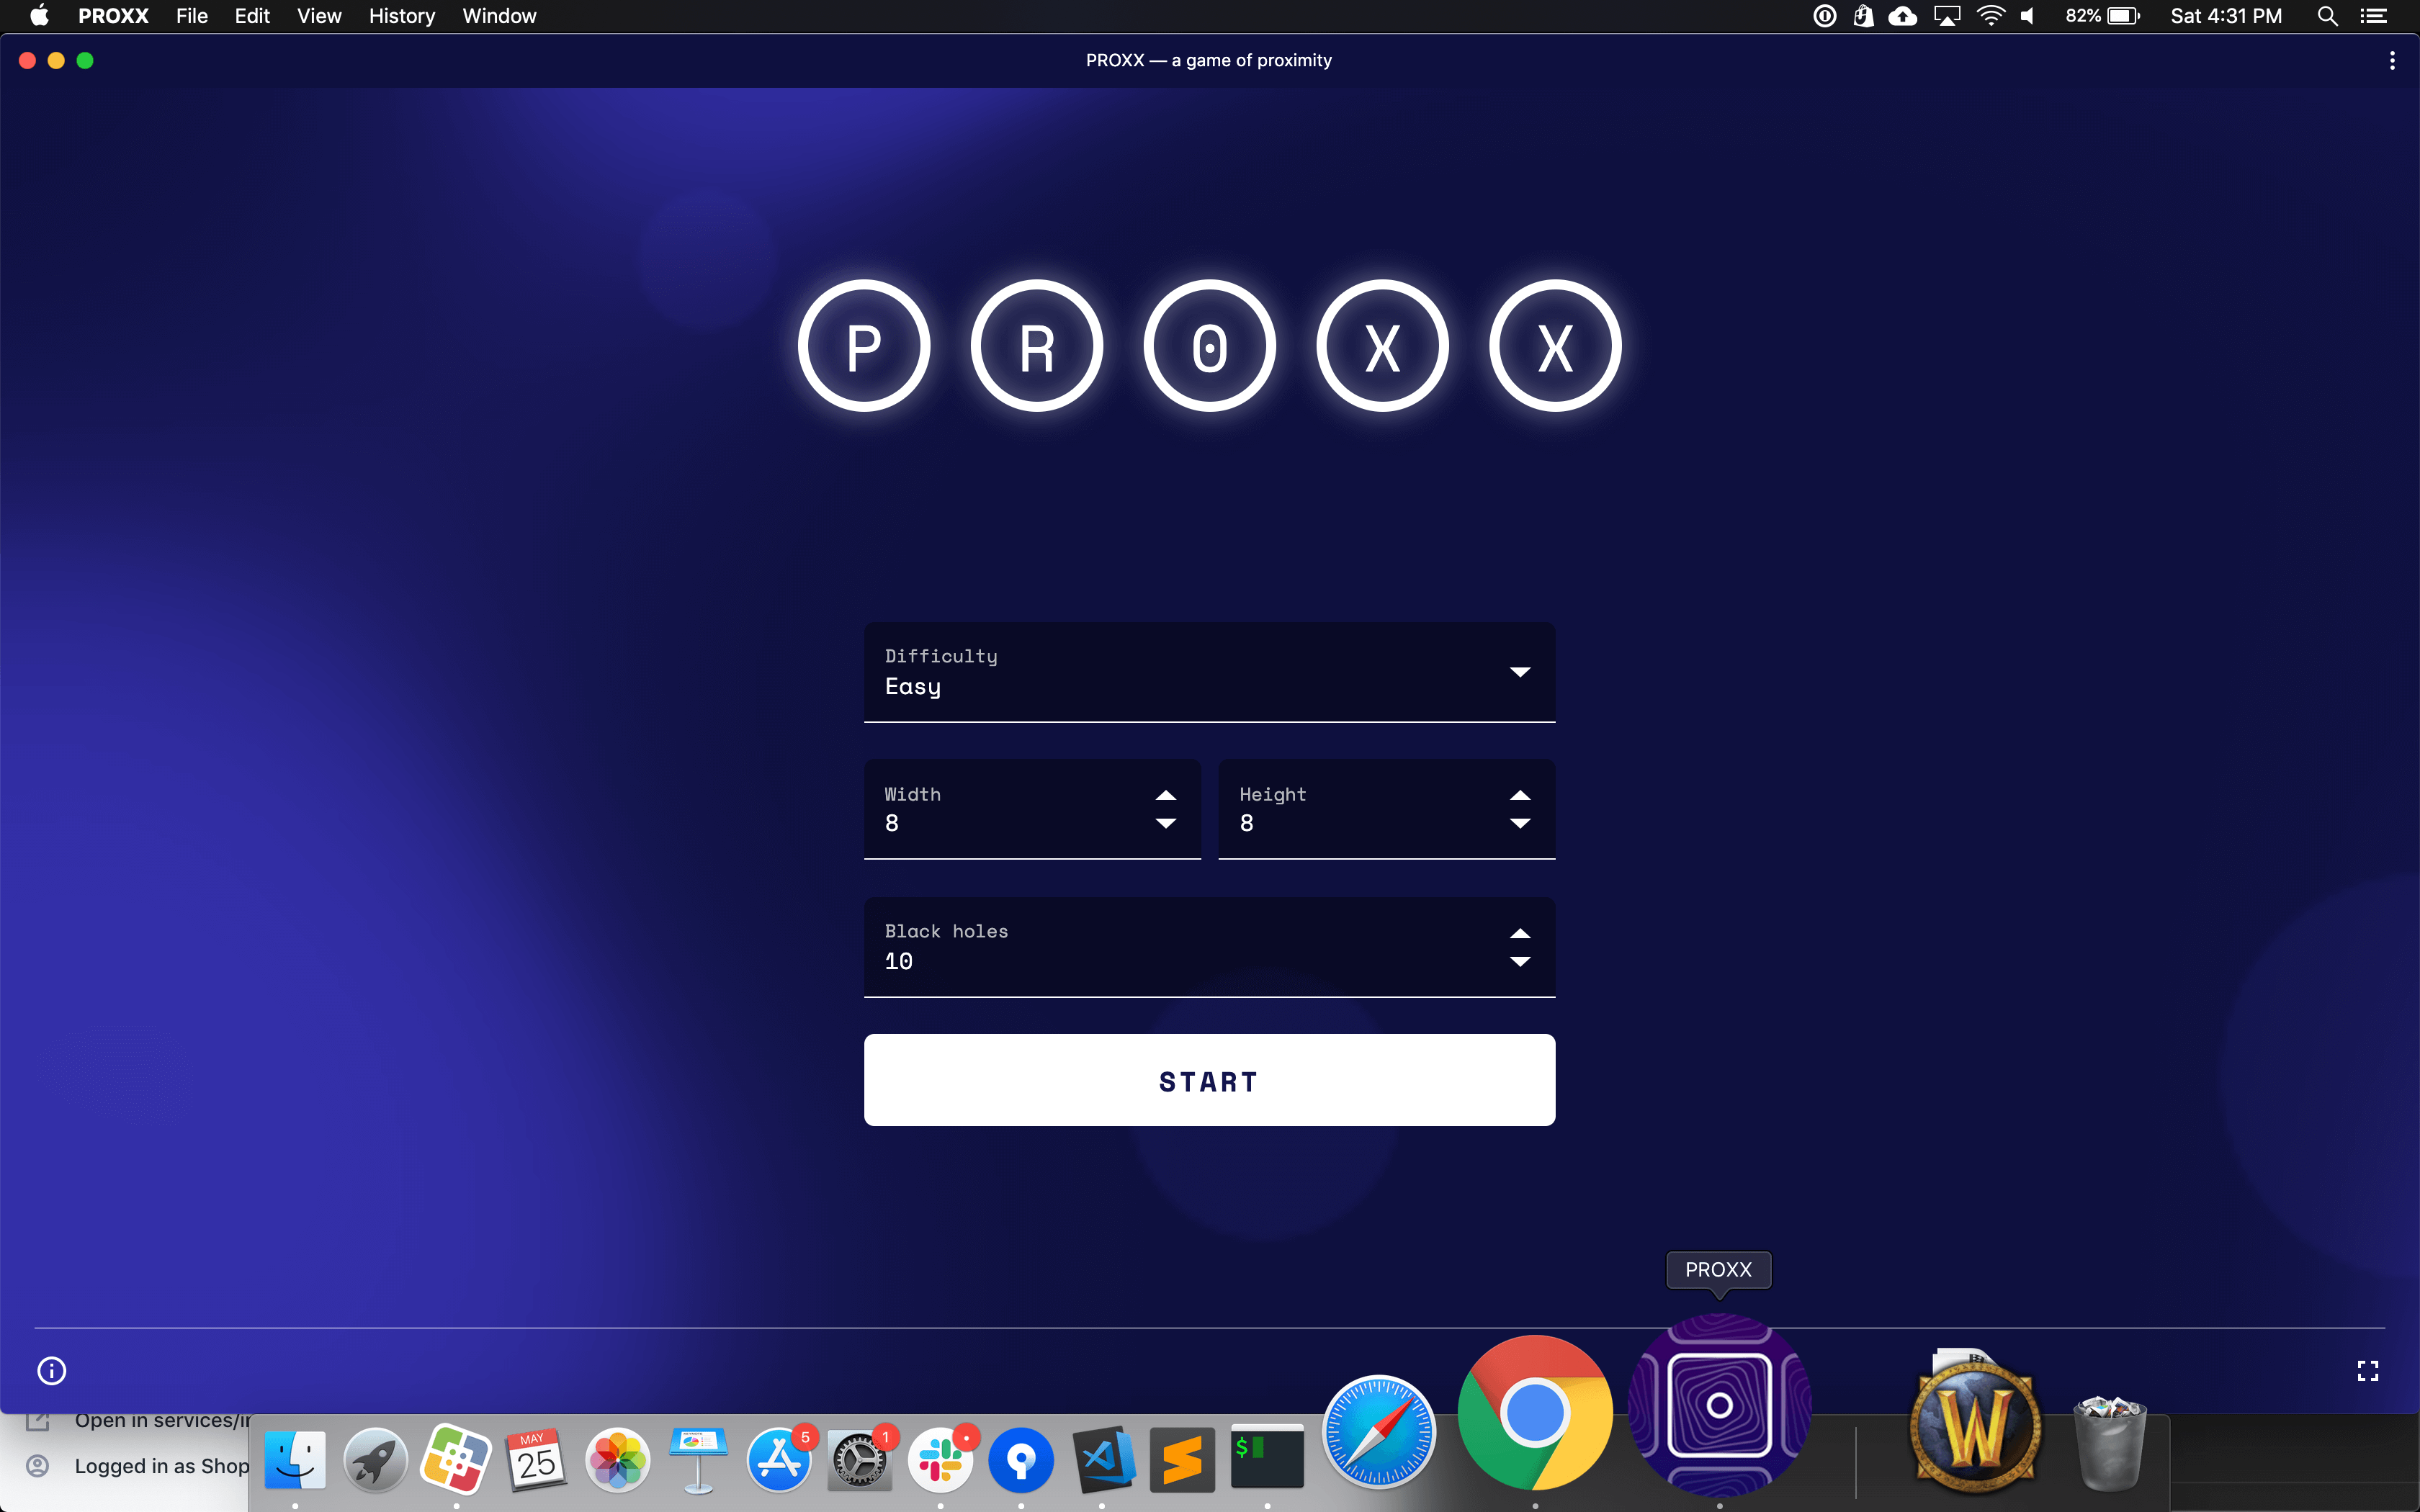 PROXX File Edit View History Window 82% Sat 4:31 PM
PROXX — a game of proximity
P R 0 X X
Difficulty
Easy
Width Height
8 8
Black holes
10
START
PROXX
Open in services/
Logged in as Shop
MAY
25
5
1
$
W